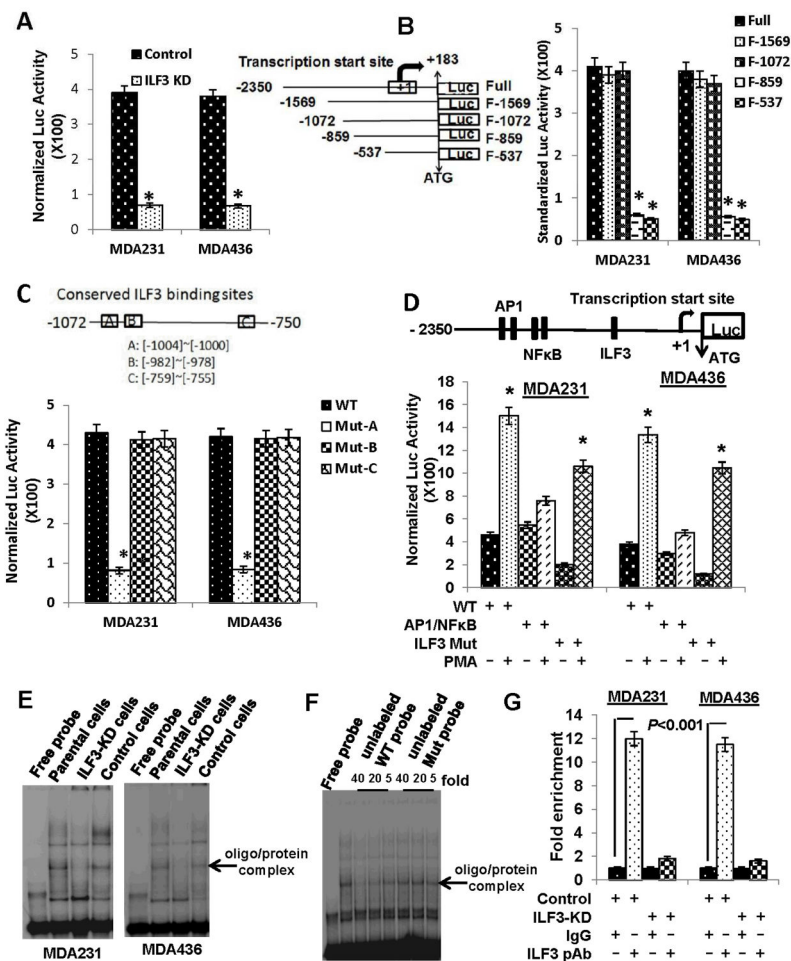 A
Normalized Luc Activity
(X100)
5
4
3
2
1
0
Control
ILF3 KD
*
*
MDA231
MDA436
B
Transcription start site
+183
-2350
+1
Luc
Full
-1569
Luc
F-1569
-1072
Luc
F-1072
-859
Luc
F-859
-537
Luc
F-537
ATG
Standardized Luc Activity (X100)
5
4
3
2
1
0
Full
F-1569
F-1072
F-859
F-537
* *
* *
MDA231
MDA436
C
Conserved ILF3 binding sites
-1072
A
B
C
-750
A: [-1004]~[-1000]
B: [-982]~[-978]
C: [-759]~[-755]
Normalized Luc Activity
(X100)
5
4
3
2
1
0
WT
Mut-A
Mut-B
Mut-C
*
*
MDA231
MDA436
D
AP1
Transcription start site
- 2350
NFκB
ILF3
+1
Luc
ATG
MDA231
MDA436
Normalized Luc Activity
(X100)
18
16
14
12
10
8
6
4
2
0
*
*
*
*
WT + + + +
AP1/NFκB + + + +
ILF3 Mut + + + +
PMA - + - + - + - + - + - +
E
Free probe
Parental cells
ILF3-KD cells
Control cells
Free probe
Parental cells
ILF3-KD cells
Control cells
oligo/protein
complex
MDA231
MDA436
F
Free probe
unlabeled
WT probe
unlabeled
Mut probe
40 20 5 40 20 5 fold
oligo/protein
complex
G
MDA231
MDA436
P<0.001
Fold enrichment
14
12
10
8
6
4
2
0
Control + + - - + + - -
ILF3-KD - - + + - - + +
IgG + - + - + - + -
ILF3 pAb - + - + - + - +